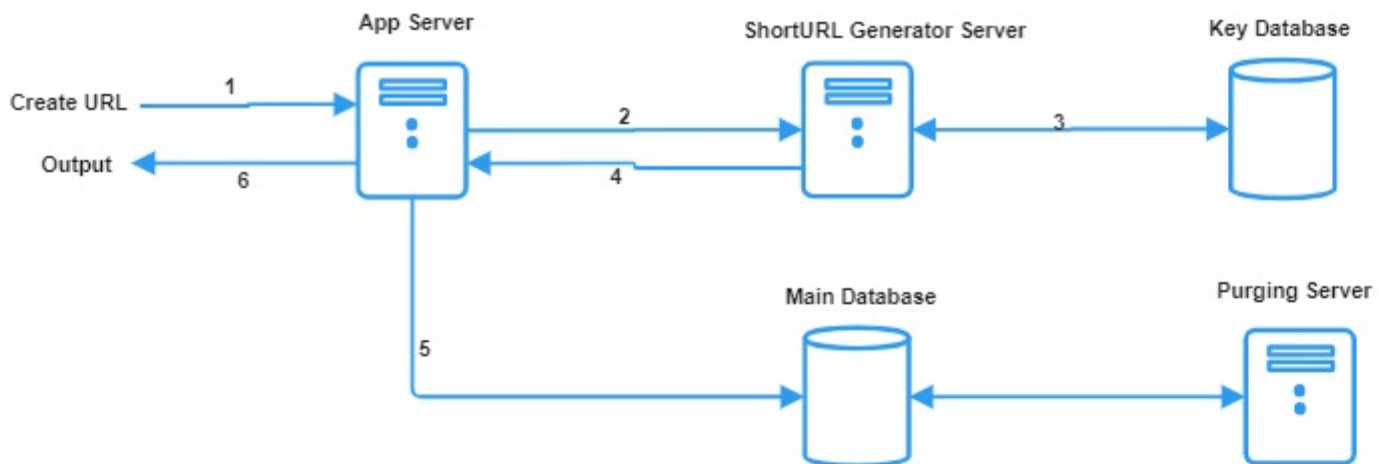 App Server
ShortURL Generator Server
Key Database
Create URL
1
2
3
Output
6
4
Main Database
Purging Server
5